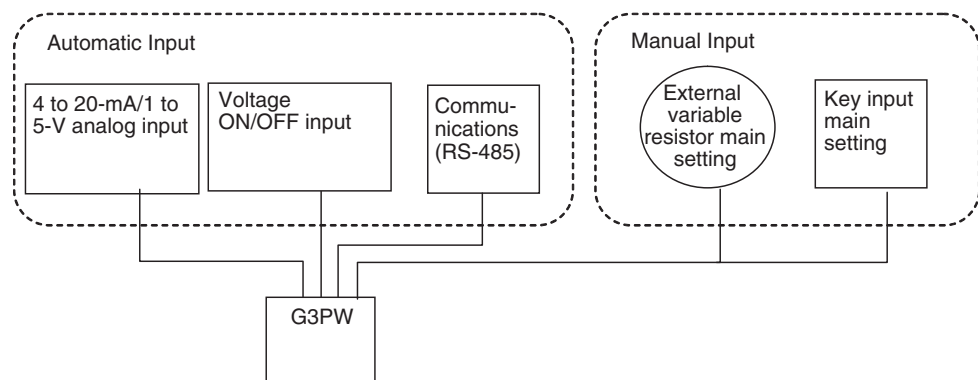 Automatic Input
4 to 20-mA/1 to
5-V analog input
Voltage
ON/OFF input
Commu-
nications
(RS-485)
Manual Input
External
variable
resistor main
setting
Key input
main
setting
G3PW